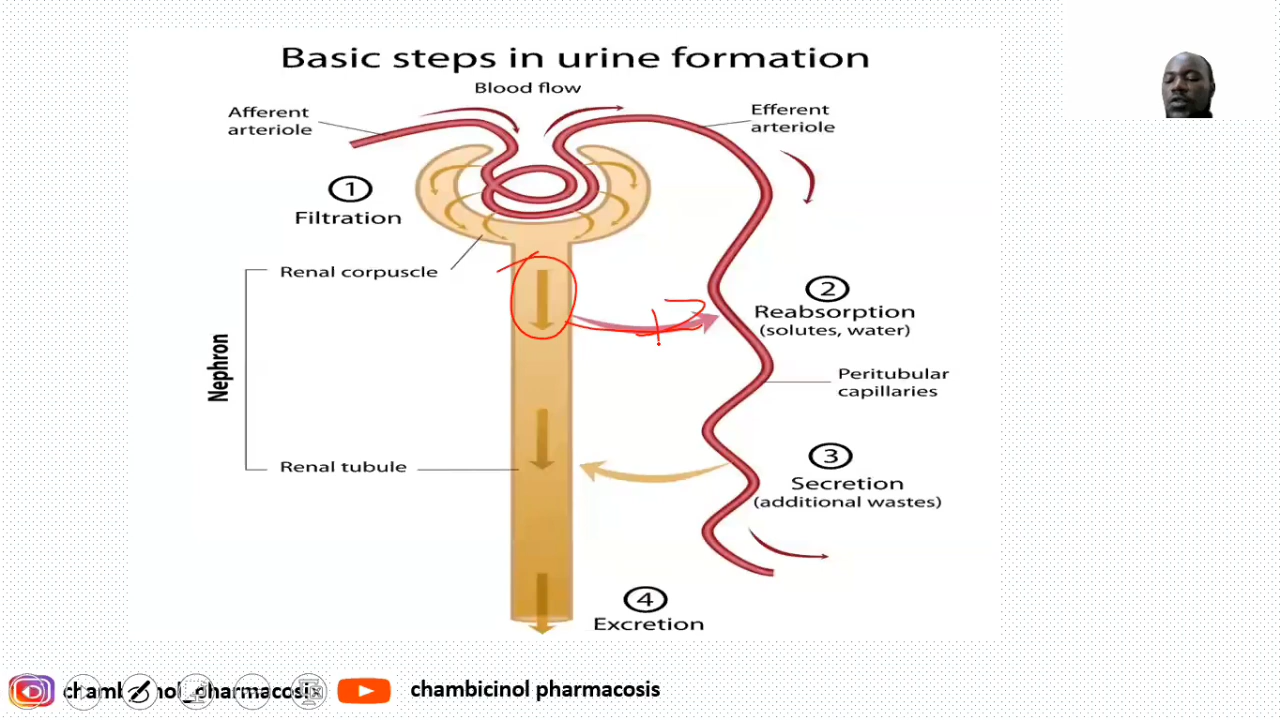 Basic steps in urine formation
Blood flow
Afferent
arteriole
Efferent
arteriole
1
Filtration
Renal corpuscle
2
Reabsorption
(solutes, water)
Nephron
Peritubular
capillaries
Renal tubule
3
Secretion
(additional wastes)
4
Excretion
chambicinol_pharmacosis
chambicinol pharmacosis